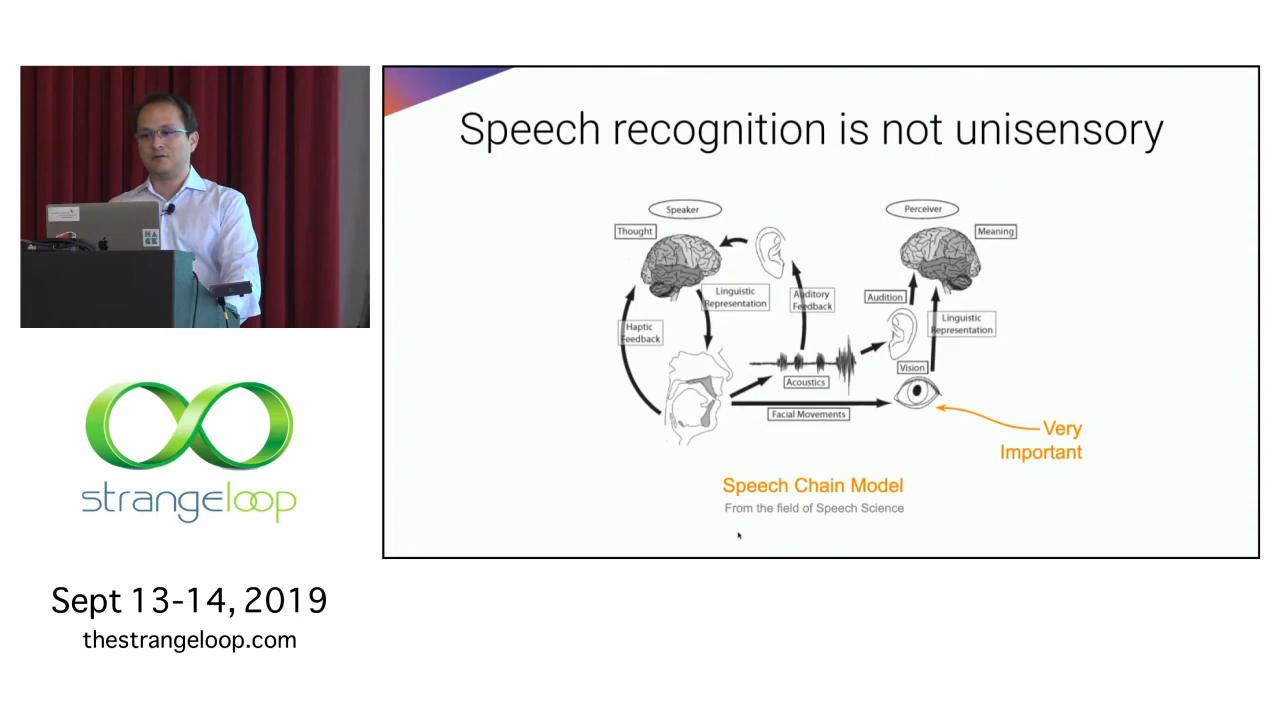 Speech recognition is not unisensory
Speaker
Perceiver
Thought
Meaning
Linguistic
Representation
Auditory
Feedback
Audition
Linguistic
Representation
Haptic
Feedback
Vision
Acoustics
Facial Movements
Very
Important
Speech Chain Model
From the field of Speech Science
HACK
strangeloop
Sept 13-14, 2019
thestrangeloop.com